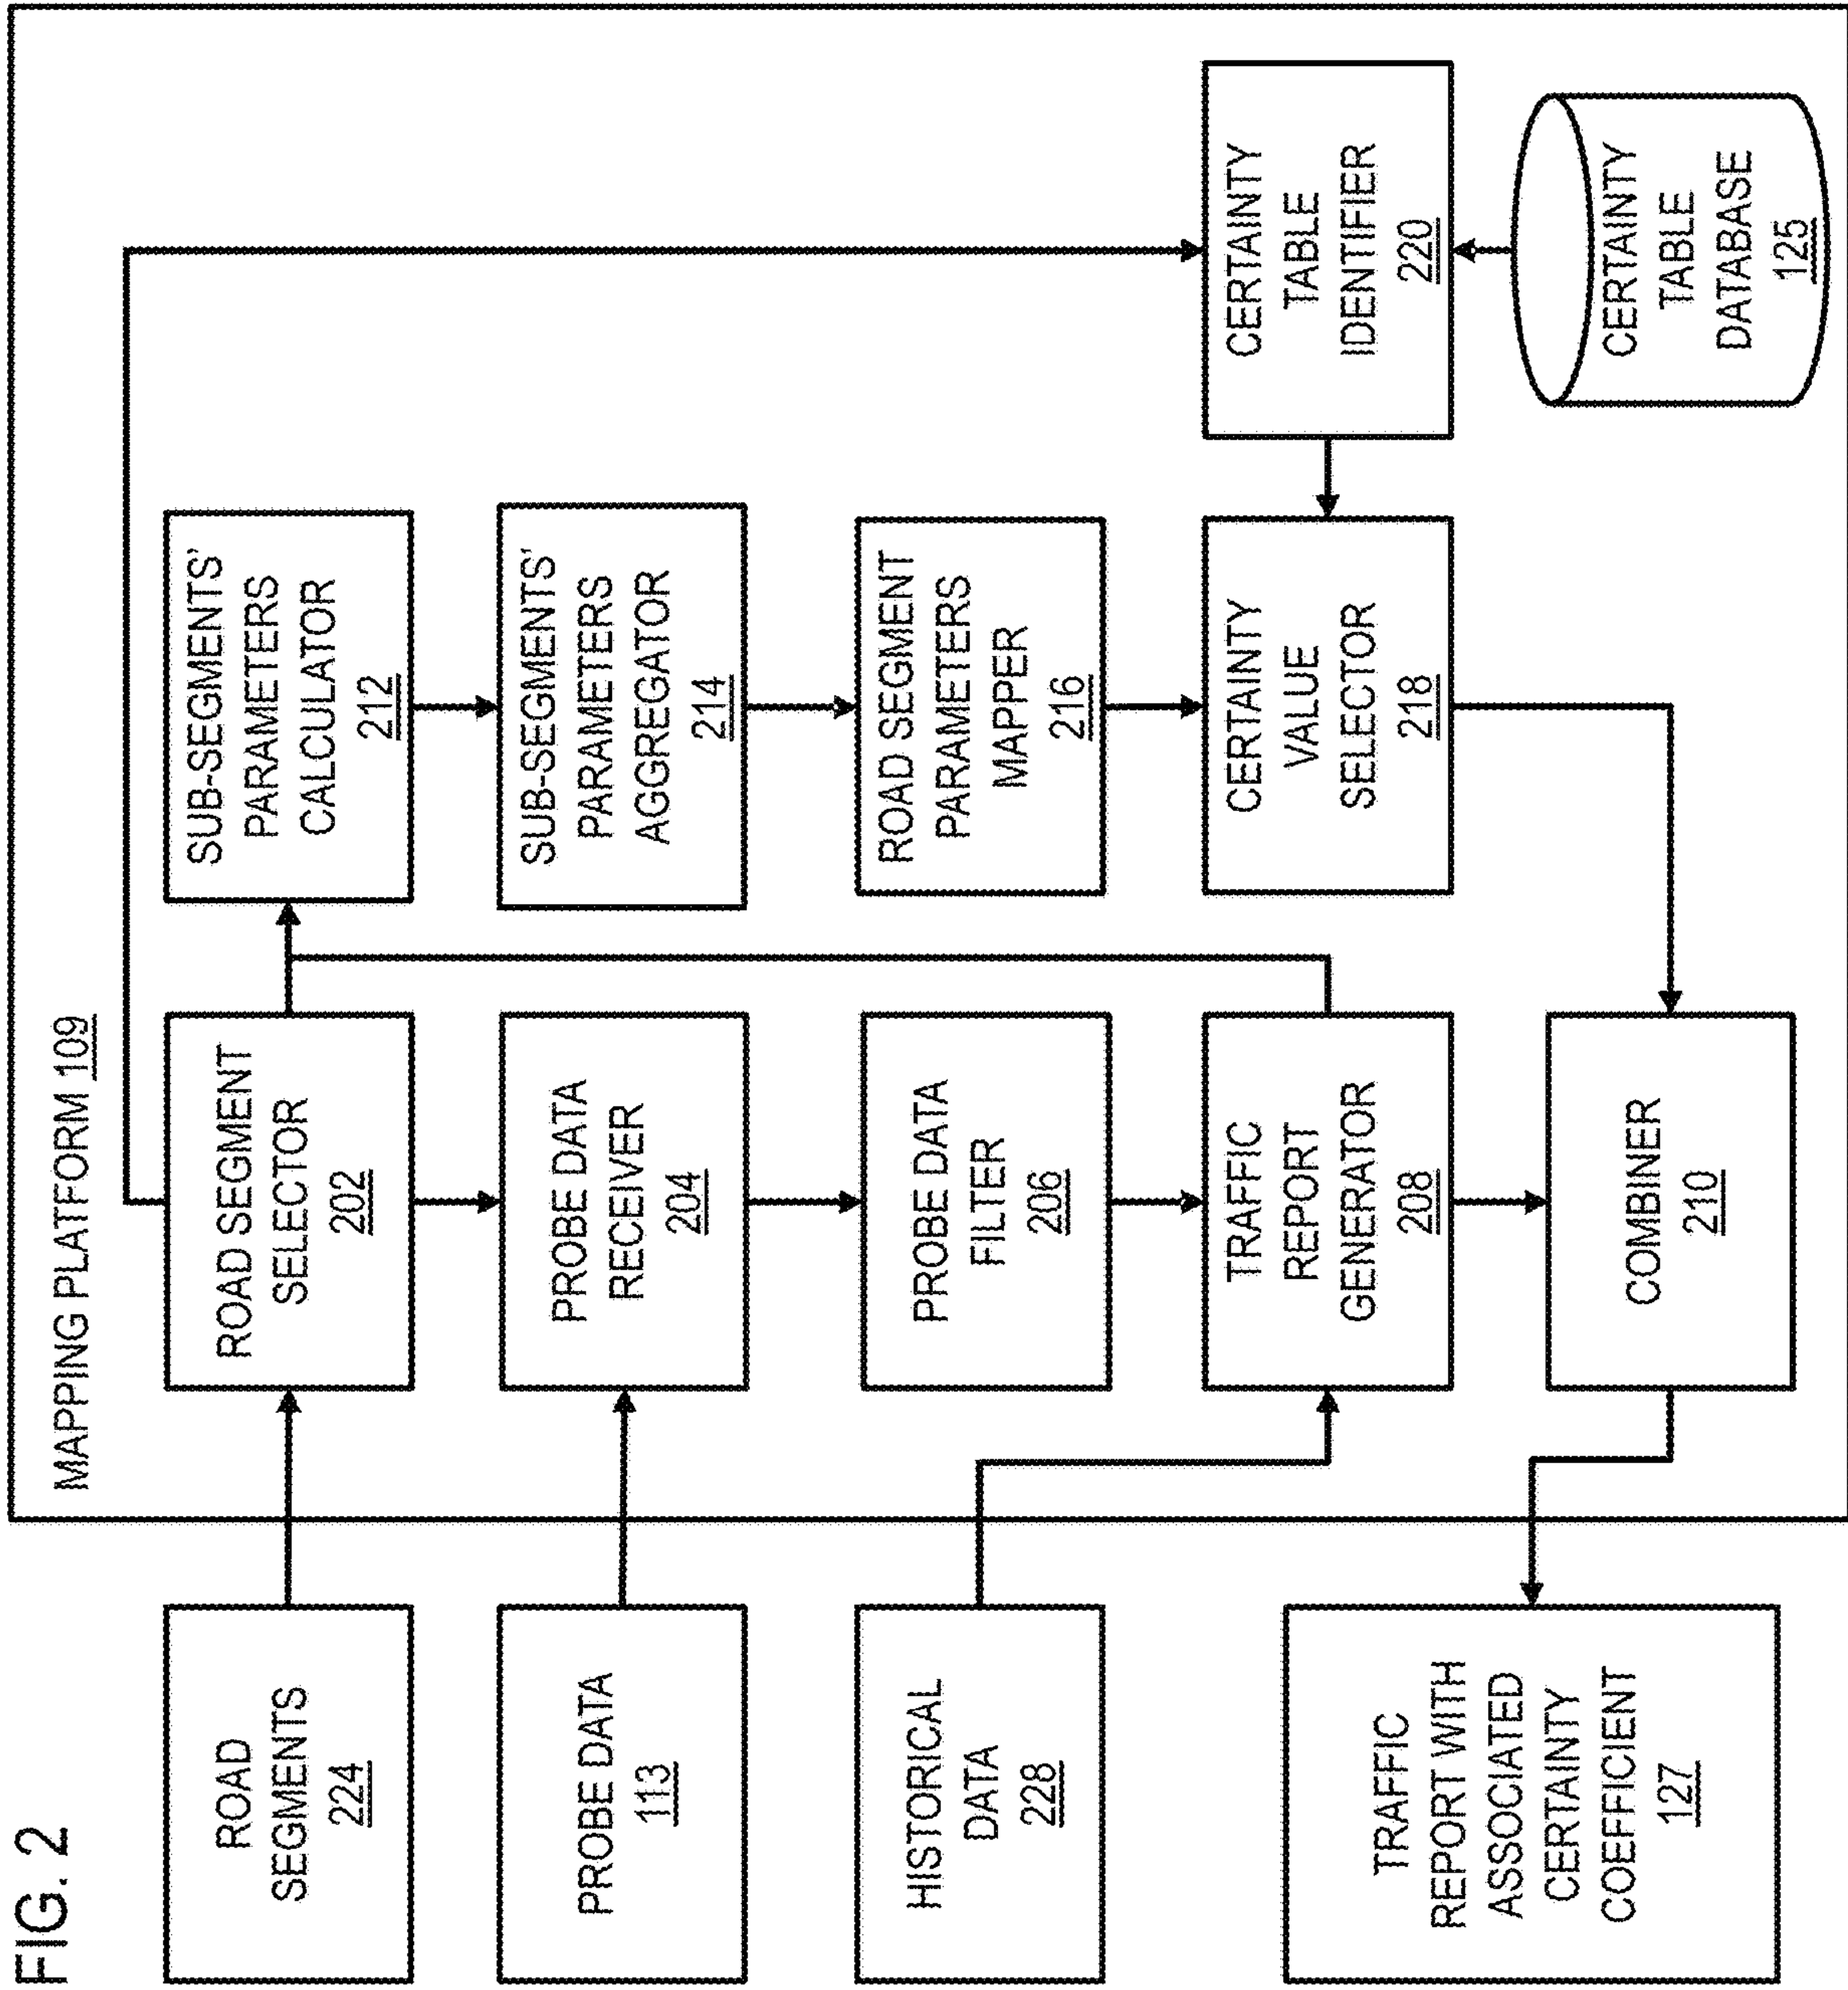 FIG. 2
MAPPING PLATFORM 109
ROAD
SEGMENTS
224
ROAD SEGMENT
SELECTOR
202
SUB-SEGMENTS'
PARAMETERS
CALCULATOR
212
PROBE DATA
113
PROBE DATA
RECEIVER
204
SUB-SEGMENTS'
PARAMETERS
AGGREGATOR
214
HISTORICAL
DATA
228
PROBE DATA
FILTER
206
ROAD SEGMENT
PARAMETERS
MAPPER
216
TRAFFIC
REPORT
GENERATOR
208
CERTAINTY
VALUE
SELECTOR
218
CERTAINTY
TABLE
IDENTIFIER
220
TRAFFIC
REPORT WITH
ASSOCIATED
CERTAINTY
COEFFICIENT
127
COMBINER
210
CERTAINTY
TABLE
DATABASE
125